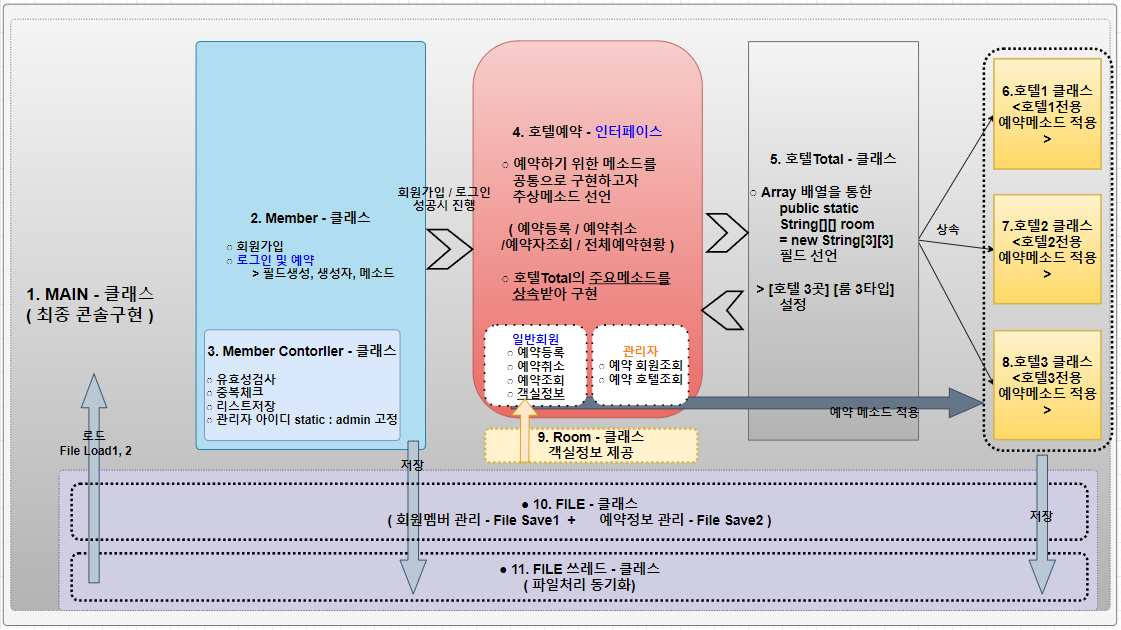 1. MAIN - 클래스
( 최종 콘솔구현 )
로드
File Load1, 2
2. Member - 클래스
○ 회원가입
○ 로그인 및 예약
> 필드생성, 생성자, 메소드
3. Member Contorller - 클래스
○ 유효성검사
○ 중복체크
○ 리스트저장
○ 관리자 아이디 static : admin 고정
저장
회원가입 / 로그인
성공시 진행
4. 호텔예약 - 인터페이스
○ 예약하기 위한 메소드를
공통으로 구현하고자
추상메소드 선언
( 예약등록 / 예약취소
/예약자조회 / 전체예약현황 )
○ 호텔Total의 주요메소드를
상속받아 구현
일반회원
○ 예약등록
○ 예약취소
○ 예약조회
○ 객실정보
관리자
○ 예약 회원조회
○ 예약 호텔조회
5. 호텔Total - 클래스
○ Array 배열을 통한
public static
String[][] room
= new String[3][3]
필드 선언
> [호텔 3곳] [룸 3타입]
설정
예약 메소드 적용
상속
6.호텔1 클래스
<호텔1전용
예약메소드 적용
>
7.호텔2 클래스
<호텔2전용
예약메소드 적용
>
8.호텔3 클래스
<호텔3전용
예약메소드 적용
>
9. Room - 클래스
객실정보 제공
저장
● 10. FILE - 클래스
( 회원멤버 관리 - File Save1 + 예약정보 관리 - File Save2 )
● 11. FILE 쓰레드 - 클레스
( 파일처리 동기화)